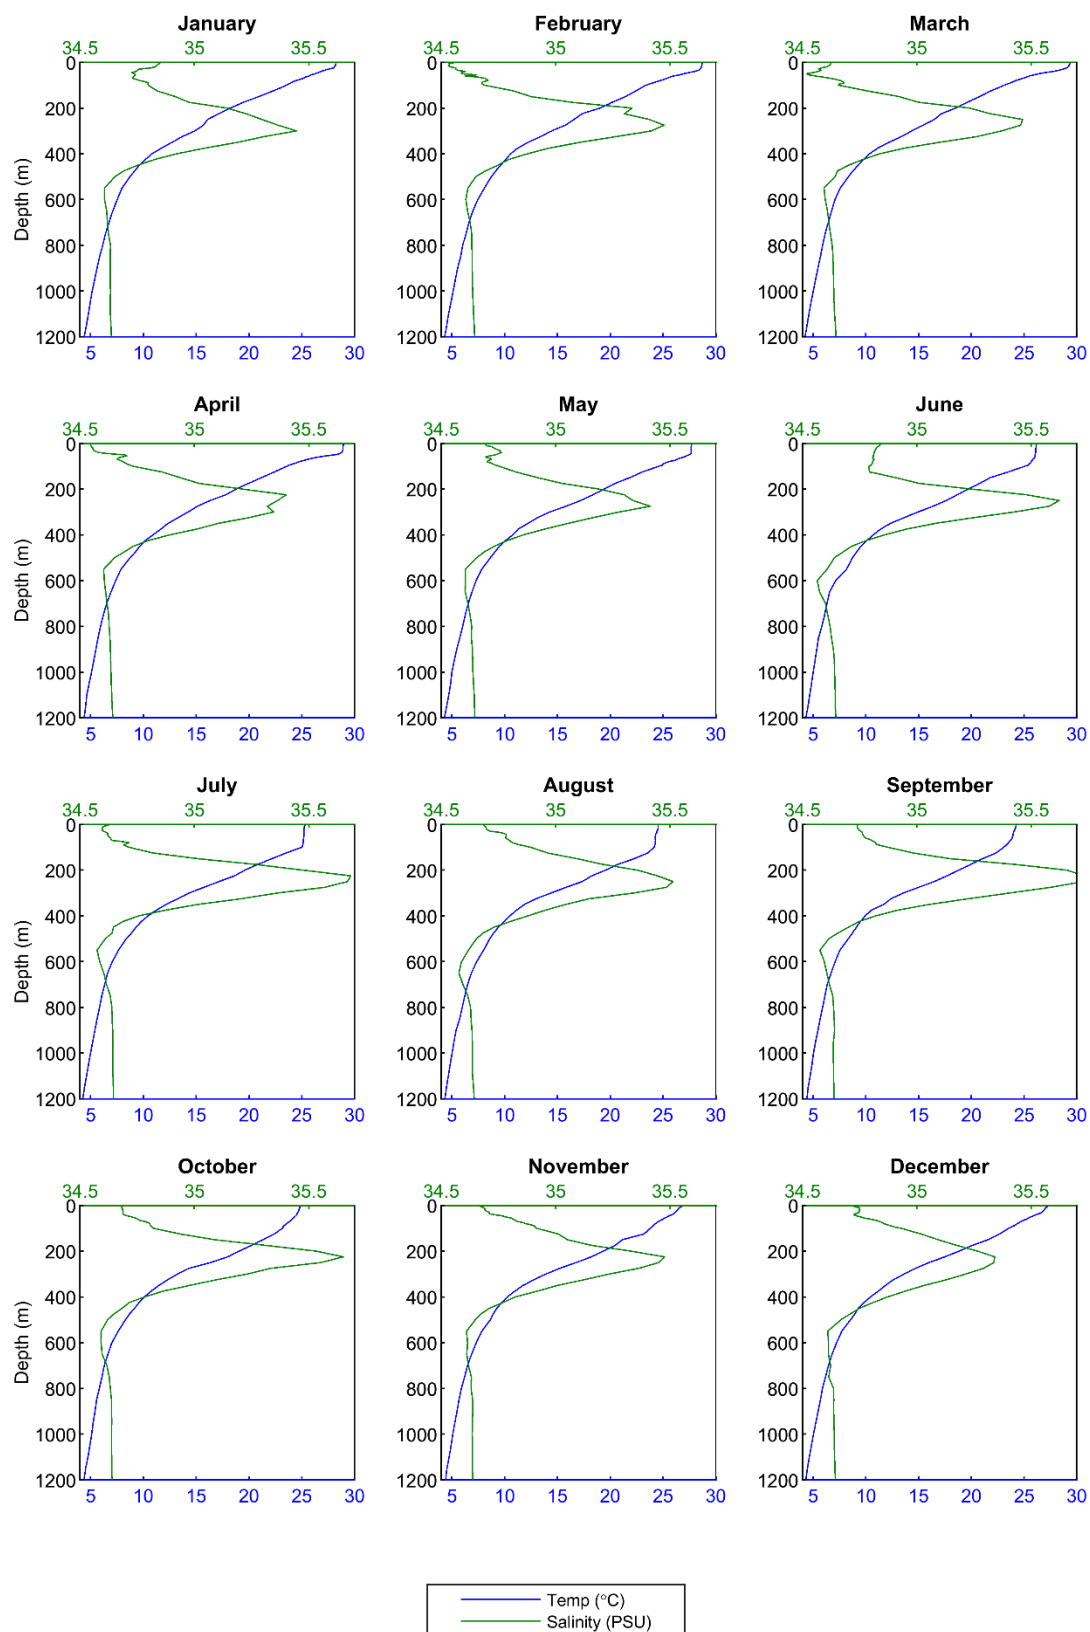 January February March
34.5 35 35.5 34.5 35 35.5 34.5 35 35.5
0 0 0
200 200 200
400 400 400
600 600 600
800 800 800
1000 1000 1000
1200 1200 1200
Depth (m)
5 10 15 20 25 30 5 10 15 20 25 30 5 10 15 20 25 30
April May June
34.5 35 35.5 34.5 35 35.5 34.5 35 35.5
0 0 0
200 200 200
400 400 400
600 600 600
800 800 800
1000 1000 1000
1200 1200 1200
Depth (m)
5 10 15 20 25 30 5 10 15 20 25 30 5 10 15 20 25 30
July August September
34.5 35 35.5 34.5 35 35.5 34.5 35 35.5
0 0 0
200 200 200
400 400 400
600 600 600
800 800 800
1000 1000 1000
1200 1200 1200
Depth (m)
5 10 15 20 25 30 5 10 15 20 25 30 5 10 15 20 25 30
October November December
34.5 35 35.5 34.5 35 35.5 34.5 35 35.5
0 0 0
200 200 200
400 400 400
600 600 600
800 800 800
1000 1000 1000
1200 1200 1200
Depth (m)
5 10 15 20 25 30 5 10 15 20 25 30 5 10 15 20 25 30
Temp (°C)
Salinity (PSU)